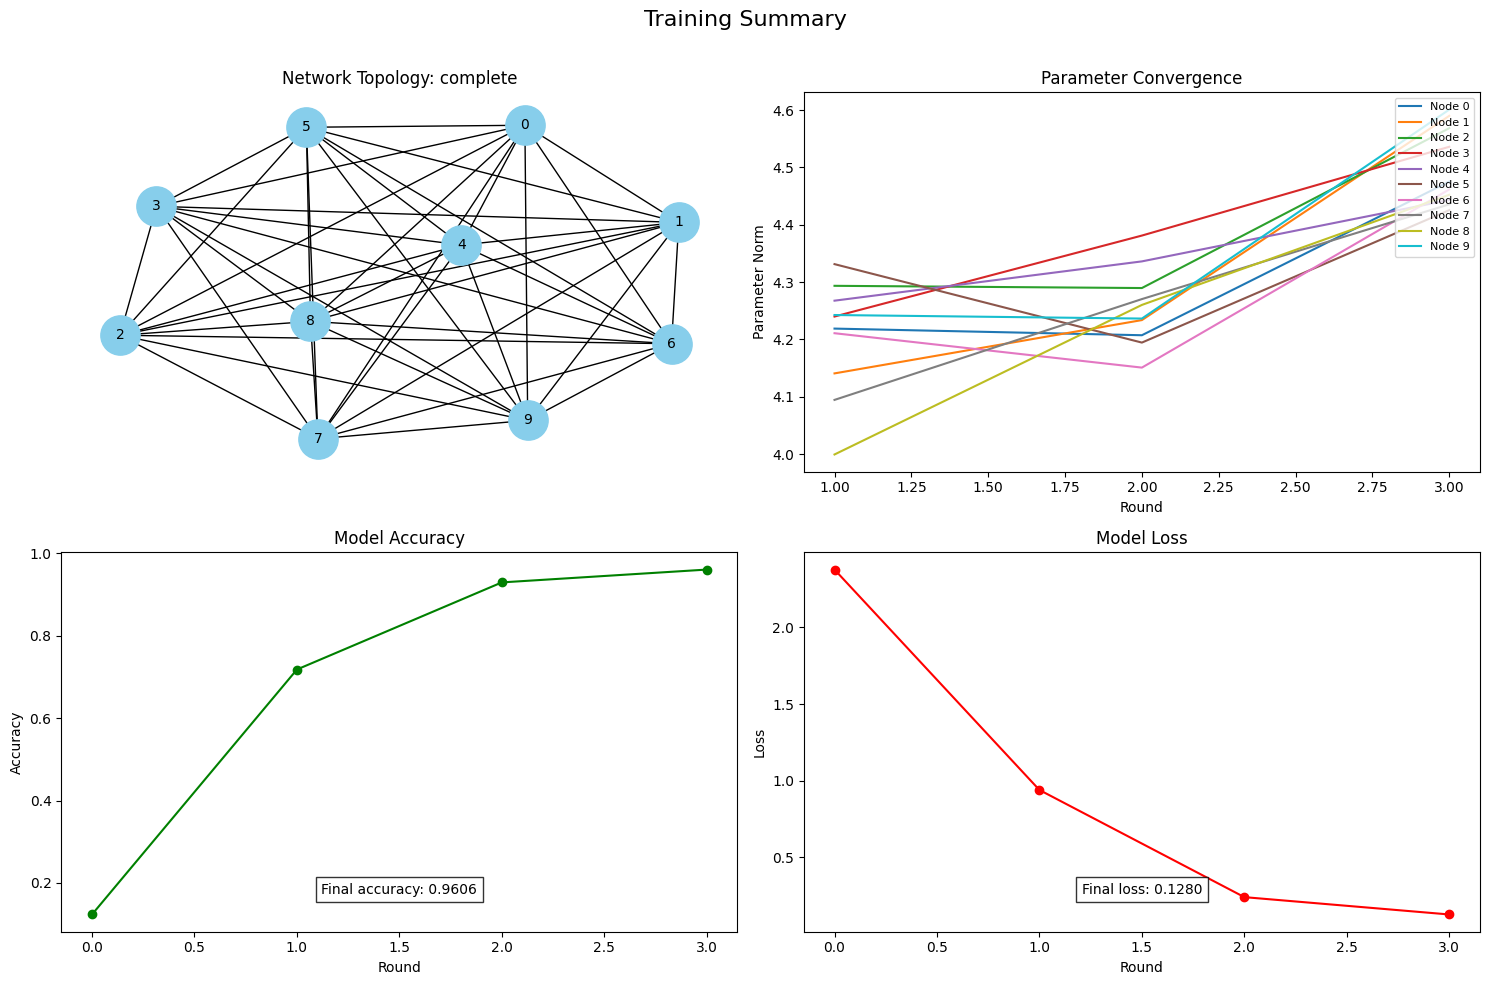 Training Summary
Network Topology: complete
5
0
3
1
4
8
2
6
9
7
Parameter Convergence
Parameter Norm
4.6
4.5
4.4
4.3
4.2
4.1
4.0
Node 0
Node 1
Node 2
Node 3
Node 4
Node 5
Node 6
Node 7
Node 8
Node 9
1.00 1.25 1.50 1.75 2.00 2.25 2.50 2.75 3.00
Round
Model Accuracy
Accuracy
1.0
0.8
0.6
0.4
0.2
Final accuracy: 0.9606
0.0 0.5 1.0 1.5 2.0 2.5 3.0
Round
Model Loss
Loss
2.0
1.5
1.0
0.5
Final loss: 0.1280
0.0 0.5 1.0 1.5 2.0 2.5 3.0
Round